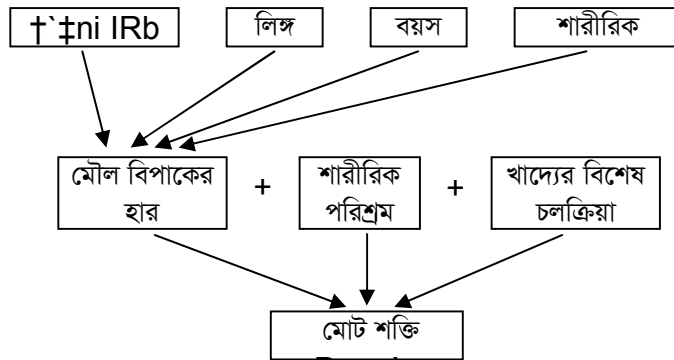 †`‡ni IRb
লিঙ্গ
বয়স
শারীরিক
মৌল বিপাকের
হার
+
শারীরিক
পরিশ্রম
+
খাদ্যের বিশেষ
চলক্রিয়া
মোট শক্তি